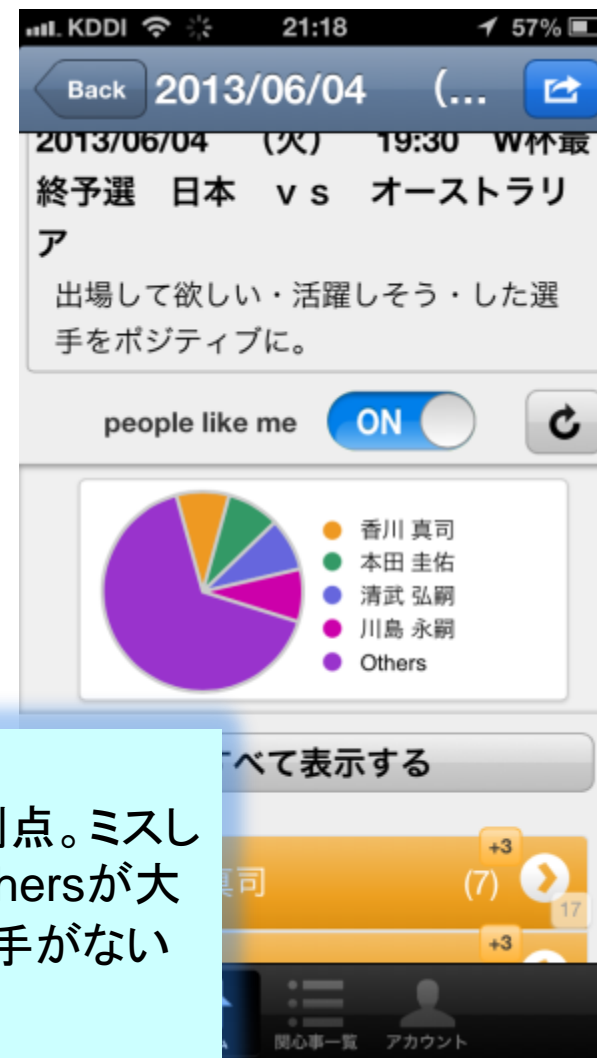 KDDI 21:18 57%
Back 2013/06/04 (...
2013/06/04 (火) 19:30 W杯最
終予選 日本 ｖｓ オーストラリ
ア
出場して欲しい・活躍しそう・した選
手をポジティブに。
people like me ON
香川 真司
本田 圭佑
清武 弘嗣
川島 永嗣
Others
べて表示する
点。ミスし
hersが大
手がない
司 (7) +3
17
+3
関心事一覧 アカウント